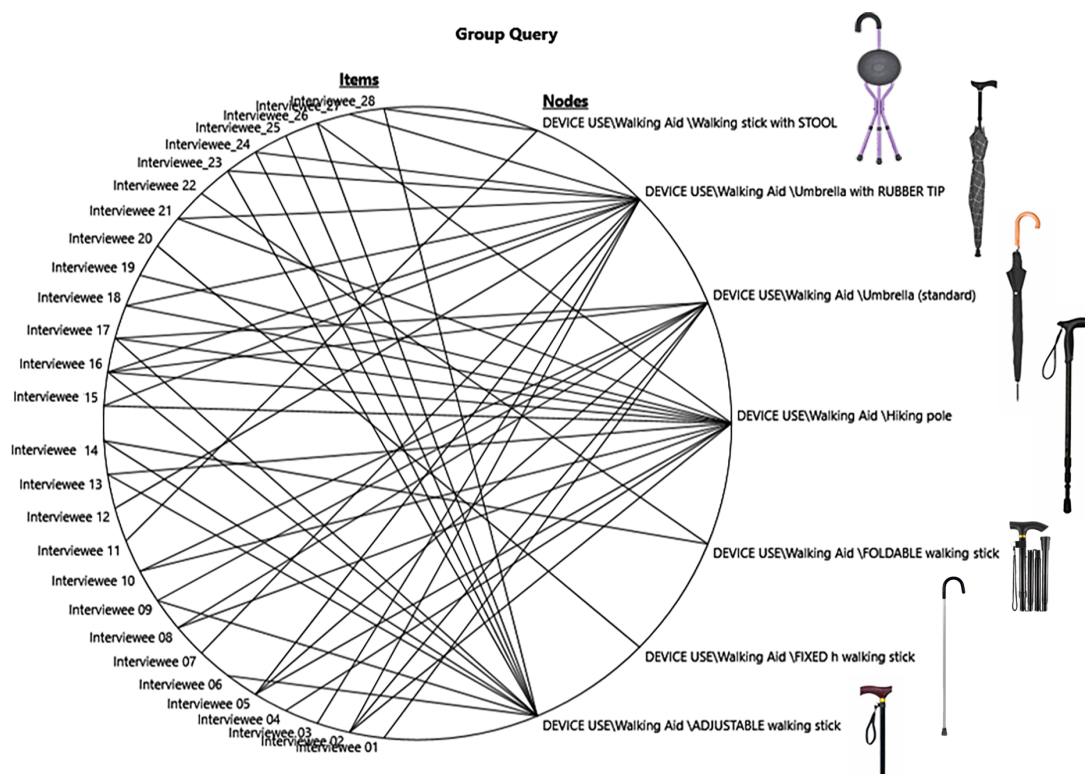 Group Query
Items
Nodes
Interviewee_28
Interviewee_27
Interviewee_26
Interviewee_25
Interviewee_24
Interviewee_23
Interviewee 22
Interviewee 21
Interviewee 20
Interviewee 19
Interviewee 18
Interviewee 17
Interviewee 16
Interviewee 15
Interviewee 14
Interviewee 13
Interviewee 12
Interviewee 11
Interviewee 10
Interviewee 09
Interviewee 08
Interviewee 07
Interviewee 06
Interviewee 05
Interviewee 04
Interviewee 03
Interviewee 02
Interviewee 01
DEVICE USE\Walking Aid \Walking stick with STOOL
DEVICE USE\Walking Aid \Umbrella with RUBBER TIP
DEVICE USE\Walking Aid \Umbrella (standard)
DEVICE USE\Walking Aid \Hiking pole
DEVICE USE\Walking Aid \FOLDABLE walking stick
DEVICE USE\Walking Aid \FIXED h walking stick
DEVICE USE\Walking Aid \ADJUSTABLE walking stick